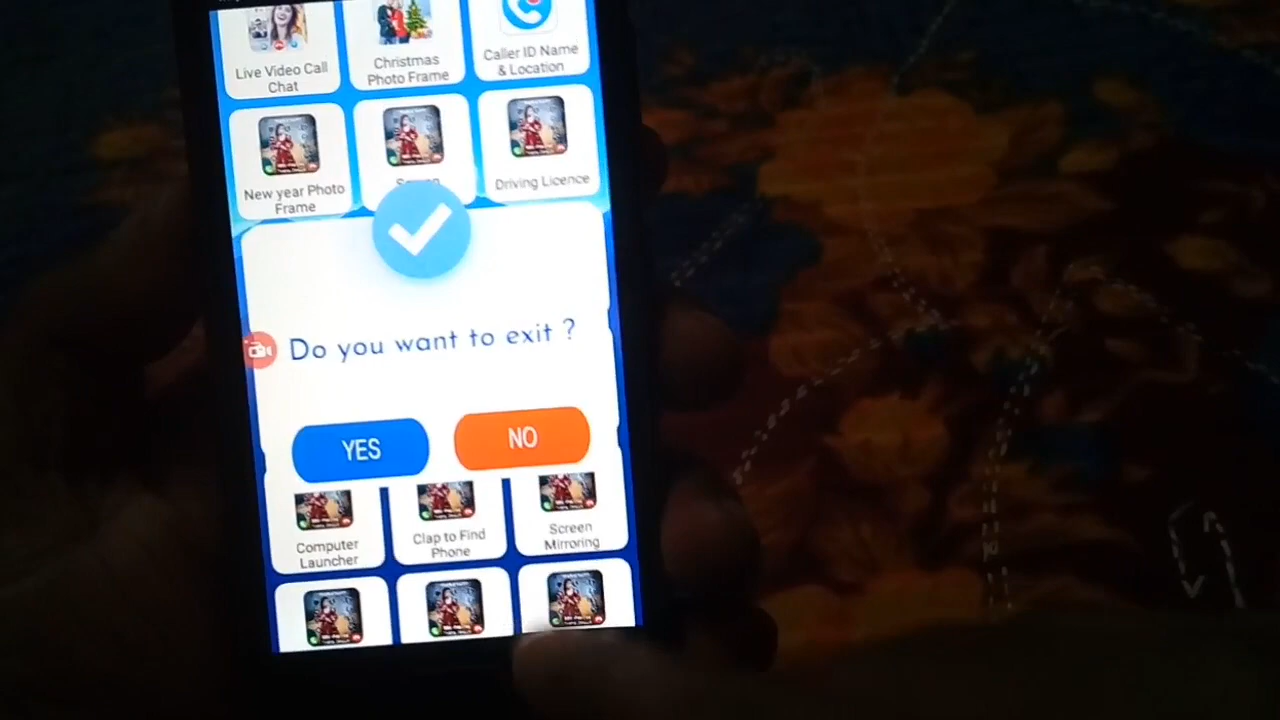 Live Video Call
Chat
Christmas
Photo Frame
Caller ID Name
& Location
New year Photo
Frame
Driving Licence
Do you want to exit ?
YES
NO
Computer
Launcher
Clap to Find
Phone
Screen
Mirroring